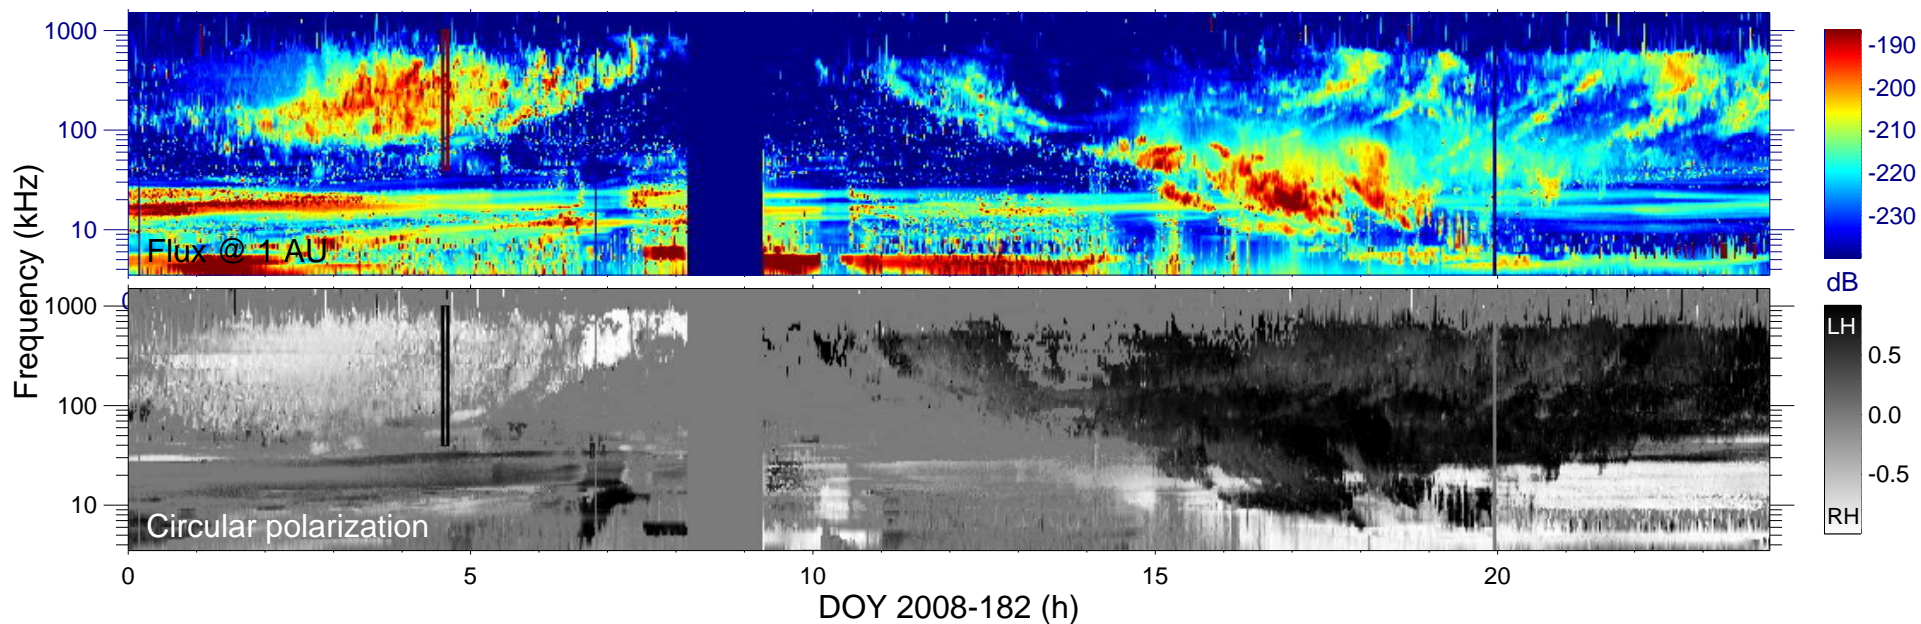 1000
100
10
Flux @ 1 AU
-190
-200
-210
-220
-230
dB
0
Frequency (kHz)
1000
100
10
Circular polarization
LH
0.5
0.0
-0.5
RH
0 5 10 15 20
DOY 2008-182 (h)